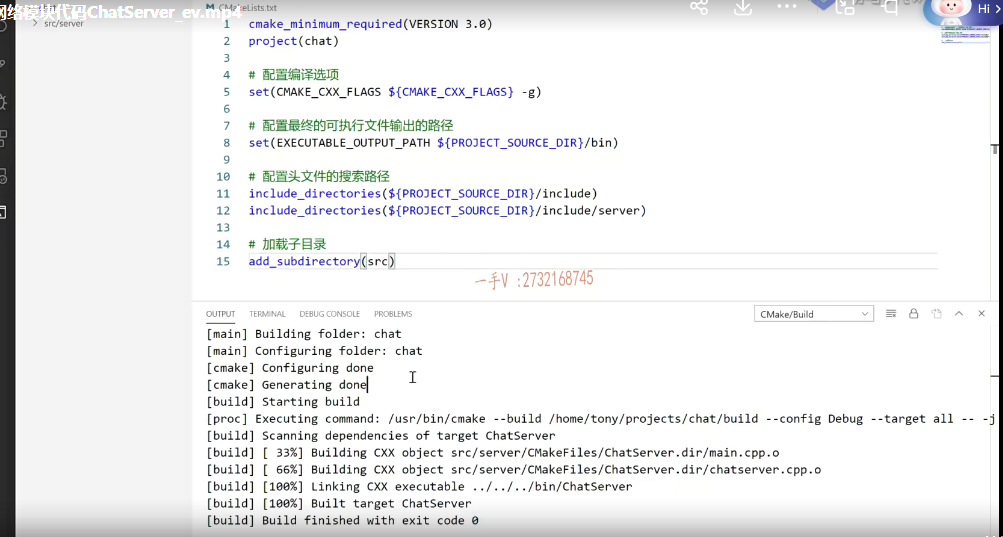 网络模块代码ChatServer_ev.mp4
CMakeLists.txt
Hi
src/server
1 cmake_minimum_required(VERSION 3.0)
2 project(chat)
3
4 # 配置编译选项
5 set(CMAKE_CXX_FLAGS ${CMAKE_CXX_FLAGS} -g)
6
7 # 配置最终的可执行文件输出的路径
8 set(EXECUTABLE_OUTPUT_PATH ${PROJECT_SOURCE_DIR}/bin)
9
10 # 配置头文件的搜索路径
11 include_directories(${PROJECT_SOURCE_DIR}/include)
12 include_directories(${PROJECT_SOURCE_DIR}/include/server)
13
14 # 加载子目录
15 add_subdirectory(src)
一手V :2732168745
OUTPUT TERMINAL DEBUG CONSOLE PROBLEMS CMake/Build
[main] Building folder: chat
[main] Configuring folder: chat
[cmake] Configuring done
[cmake] Generating done
[build] Starting build
[proc] Executing command: /usr/bin/cmake --build /home/tony/projects/chat/build --config Debug --target all -- -j
[build] Scanning dependencies of target ChatServer
[build] [ 33%] Building CXX object src/server/CMakeFiles/ChatServer.dir/main.cpp.o
[build] [ 66%] Building CXX object src/server/CMakeFiles/ChatServer.dir/chatserver.cpp.o
[build] [100%] Linking CXX executable ../../../bin/ChatServer
[build] [100%] Built target ChatServer
[build] Build finished with exit code 0